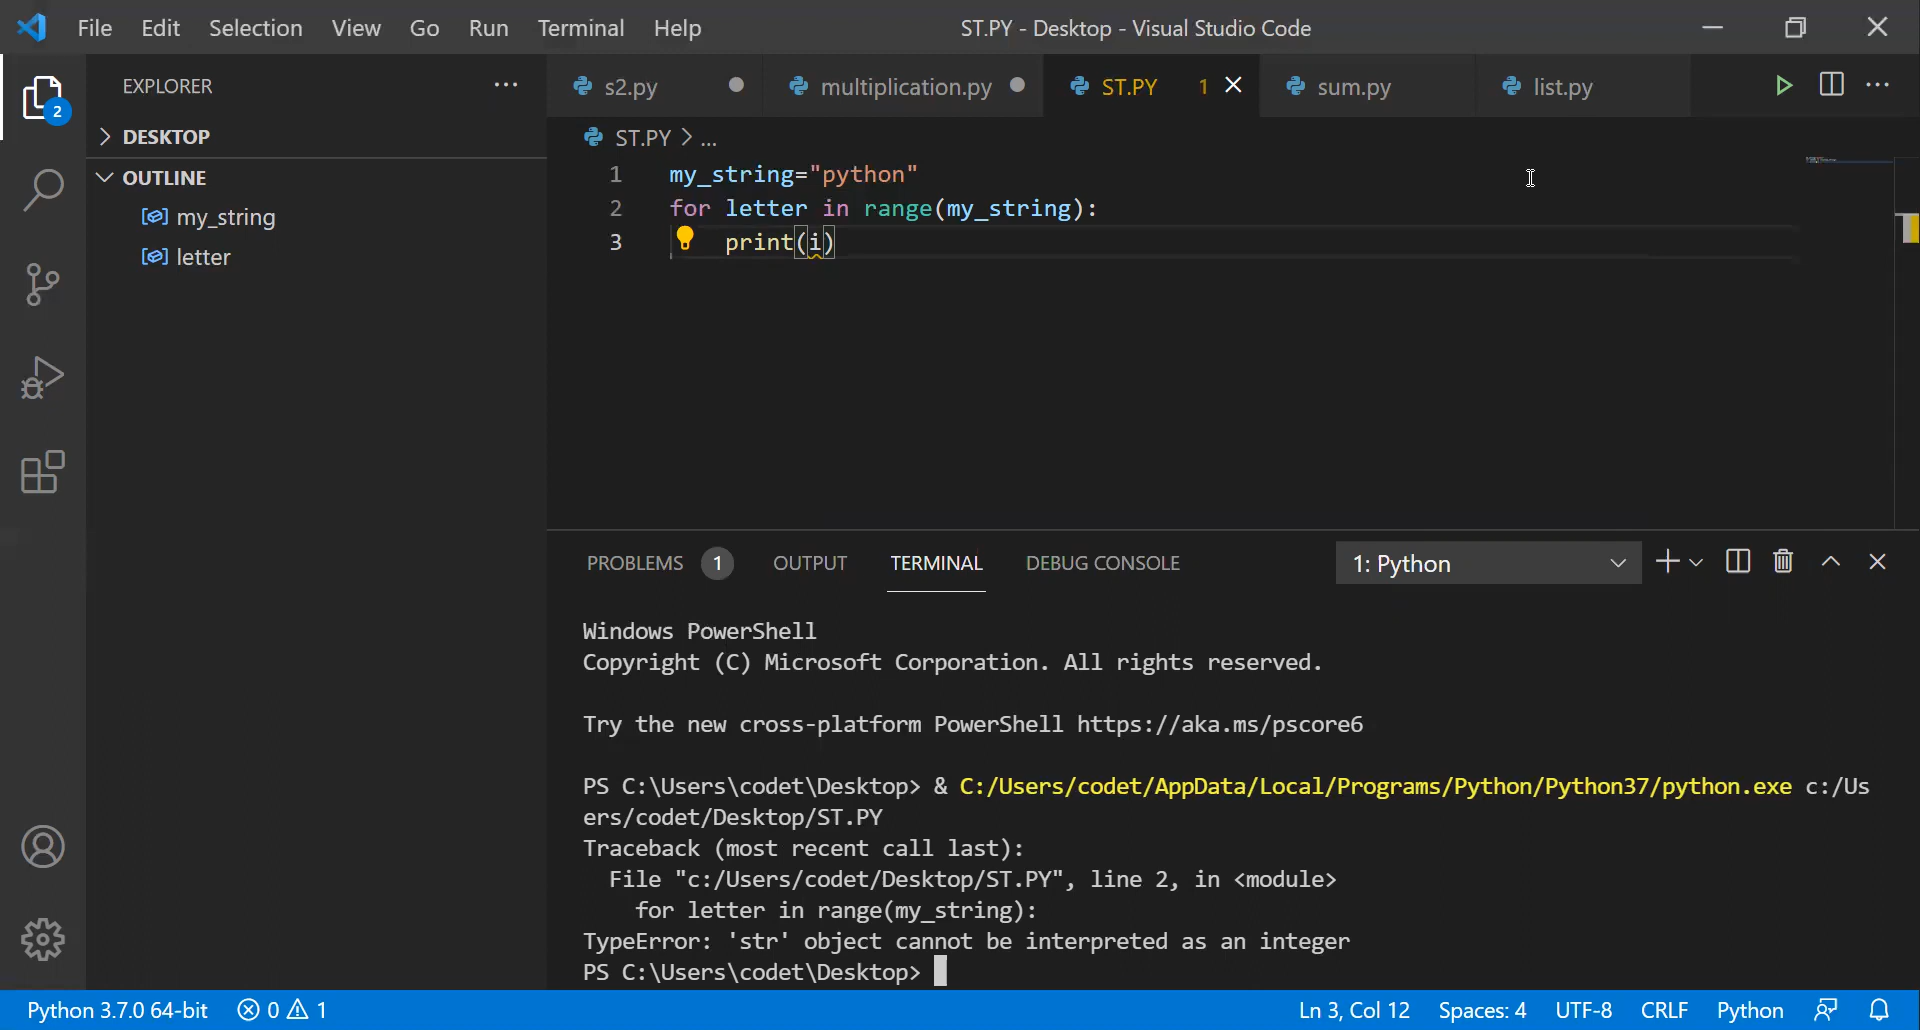 File Edit Selection View Go Run Terminal Help ST.PY - Desktop - Visual Studio Code
EXPLORER
s2.py multiplication.py ST.PY 1 sum.py list.py
2
DESKTOP
OUTLINE
my_string
letter
ST.PY > ...
1 my_string="python"
2 for letter in range(my_string):
3 print(i)
PROBLEMS 1 OUTPUT TERMINAL DEBUG CONSOLE 1: Python
Windows PowerShell
Copyright (C) Microsoft Corporation. All rights reserved.
Try the new cross-platform PowerShell https://aka.ms/pscore6
PS C:\Users\codet\Desktop> & C:/Users/codet/AppData/Local/Programs/Python/Python37/python.exe c:/Us
ers/codet/Desktop/ST.PY
Traceback (most recent call last):
File "c:/Users/codet/Desktop/ST.PY", line 2, in <module>
for letter in range(my_string):
TypeError: 'str' object cannot be interpreted as an integer
PS C:\Users\codet\Desktop>
Python 3.7.0 64-bit 0 1 Ln 3, Col 12 Spaces: 4 UTF-8 CRLF Python